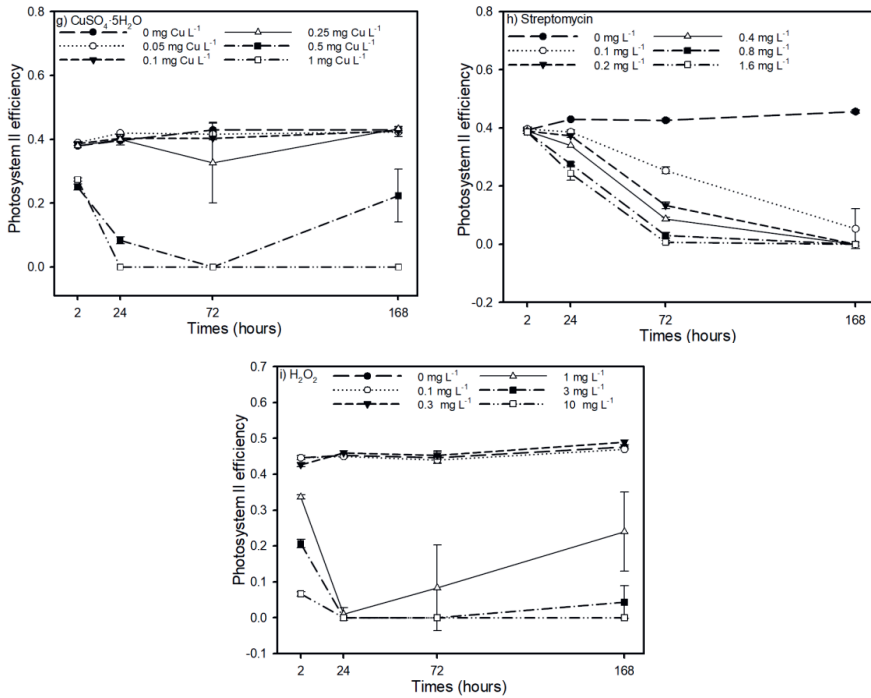 g) CuSO₄·5H₂O
0 mg Cu L⁻¹
0.05 mg Cu L⁻¹
0.1 mg Cu L⁻¹
0.25 mg Cu L⁻¹
0.5 mg Cu L⁻¹
1 mg Cu L⁻¹
Photosystem II efficiency
0.8
0.6
0.4
0.2
0.0
2 24 72 168
Times (hours)
h) Streptomycin
0 mg L⁻¹
0.1 mg L⁻¹
0.2 mg L⁻¹
0.4 mg L⁻¹
0.8 mg L⁻¹
1.6 mg L⁻¹
Photosystem II efficiency
0.8
0.6
0.4
0.2
0.0
-0.2
2 24 72 168
Times (hours)
i) H₂O₂
0 mg L⁻¹
0.1 mg L⁻¹
0.3 mg L⁻¹
1 mg L⁻¹
3 mg L⁻¹
10 mg L⁻¹
Photosystem II efficiency
0.7
0.6
0.5
0.4
0.3
0.2
0.1
0.0
-0.1
2 24 72 168
Times (hours)